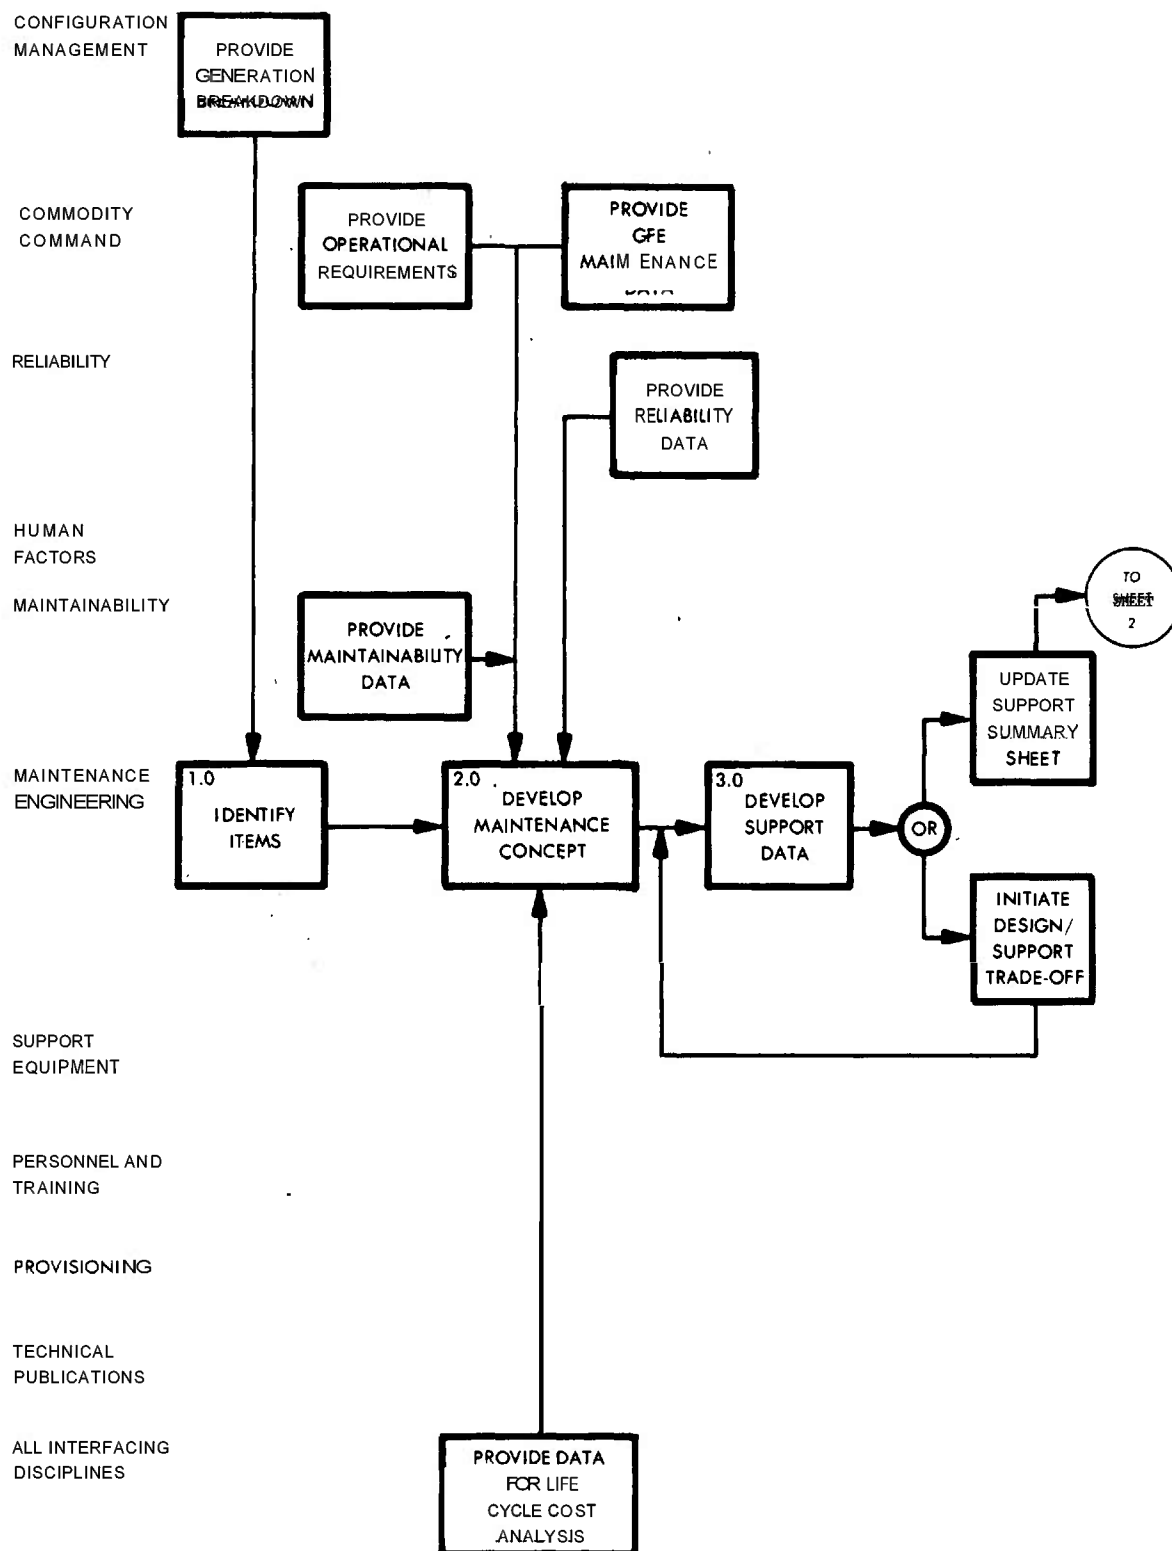 CONFIGURATION
MANAGEMENT
PROVIDE
GENERATION
BREAKDOWN
COMMODITY
COMMAND
PROVIDE
OPERATIONAL
REQUIREMENTS
PROVIDE
GFE
MAIM ENANCE
DATA
RELIABILITY
PROVIDE
RELIABILITY
DATA
HUMAN
FACTORS
MAINTAINABILITY
PROVIDE
MAINTAINABILITY
DATA
TO
SHEET
2
UPDATE
SUPPORT
SUMMARY
SHEET
MAINTENANCE
ENGINEERING
1.0
IDENTIFY
ITEMS
2.0
DEVELOP
MAINTENANCE
CONCEPT
3.0
DEVELOP
SUPPORT
DATA
OR
INITIATE
DESIGN/
SUPPORT
TRADE-OFF
SUPPORT
EQUIPMENT
PERSONNEL AND
TRAINING
PROVISIONING
TECHNICAL
PUBLICATIONS
ALL INTERFACING
DISCIPLINES
PROVIDE DATA
FOR LIFE
CYCLE COST
ANALYSIS